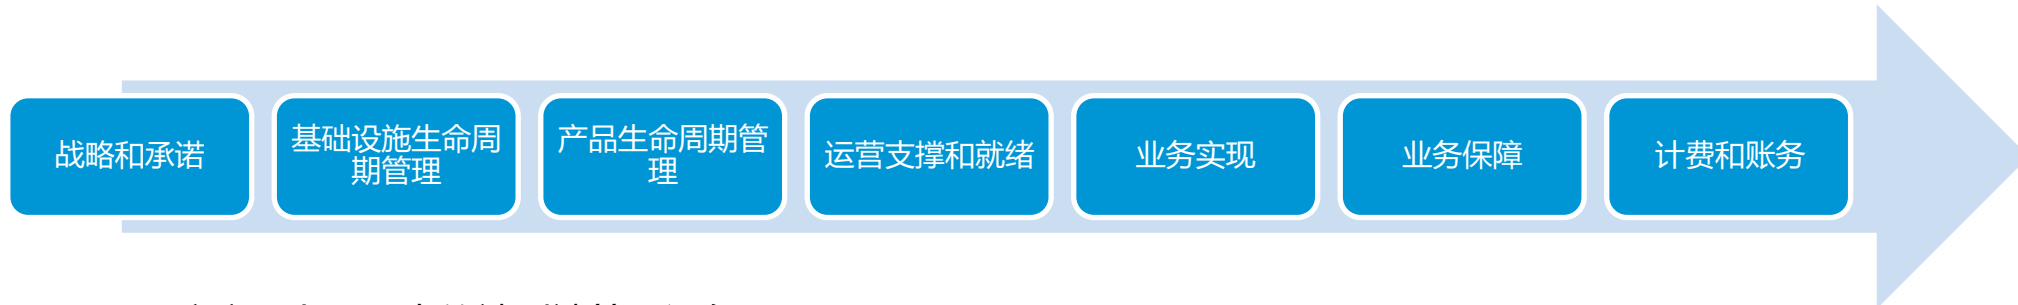 战略和承诺
基础设施生命周
期管理
产品生命周期管
理
运营支撑和就绪
业务实现
业务保障
计费和账务